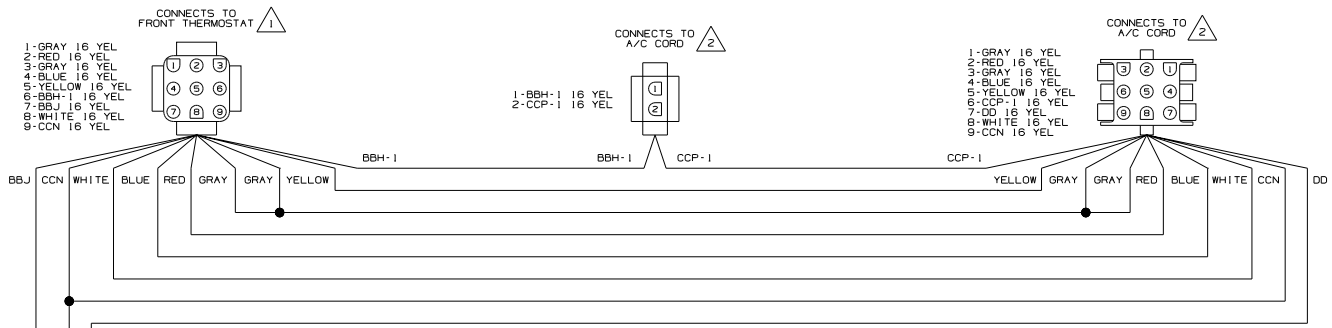 CONNECTS TO
FRONT THERMOSTAT 1
1-GRAY 16 YEL
2-RED 16 YEL
3-GRAY 16 YEL
4-BLUE 16 YEL
5-YELLOW 16 YEL
6-BBH-1 16 YEL
7-BBJ 16 YEL
8-WHITE 16 YEL
9-CCN 16 YEL
1 2 3
4 5 6
7 8 9
CONNECTS TO
A/C CORD 2
1-BBH-1 16 YEL
2-CCP-1 16 YEL
1
2
CONNECTS TO
A/C CORD 2
1-GRAY 16 YEL
2-RED 16 YEL
3-GRAY 16 YEL
4-BLUE 16 YEL
5-YELLOW 16 YEL
6-CCP-1 16 YEL
7-DD 16 YEL
8-WHITE 16 YEL
9-CCN 16 YEL
3 2 1
6 5 4
9 8 7
BBH-1 BBH-1 CCP-1 CCP-1
BBJ CCN WHITE BLUE RED GRAY GRAY YELLOW YELLOW GRAY GRAY RED BLUE WHITE CCN DD